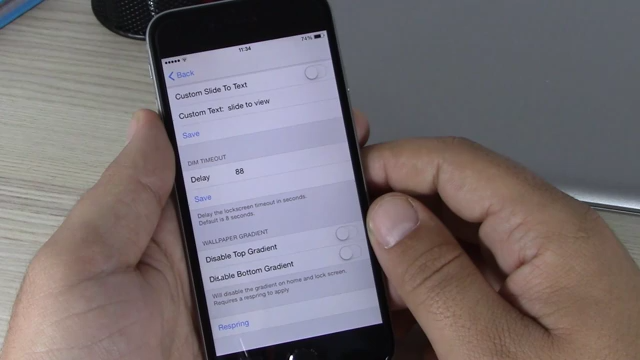 11:34
74%
Back
Custom Slide To Text
Custom Text: slide to view
Save
DIM TIMEOUT
Delay 88
Save
Delay the lockscreen timeout in seconds.
Default is 8 seconds.
WALLPAPER GRADIENT
Disable Top Gradient
Disable Bottom Gradient
Will disable the gradient on home and lock screen.
Requires a respring to apply
Respring